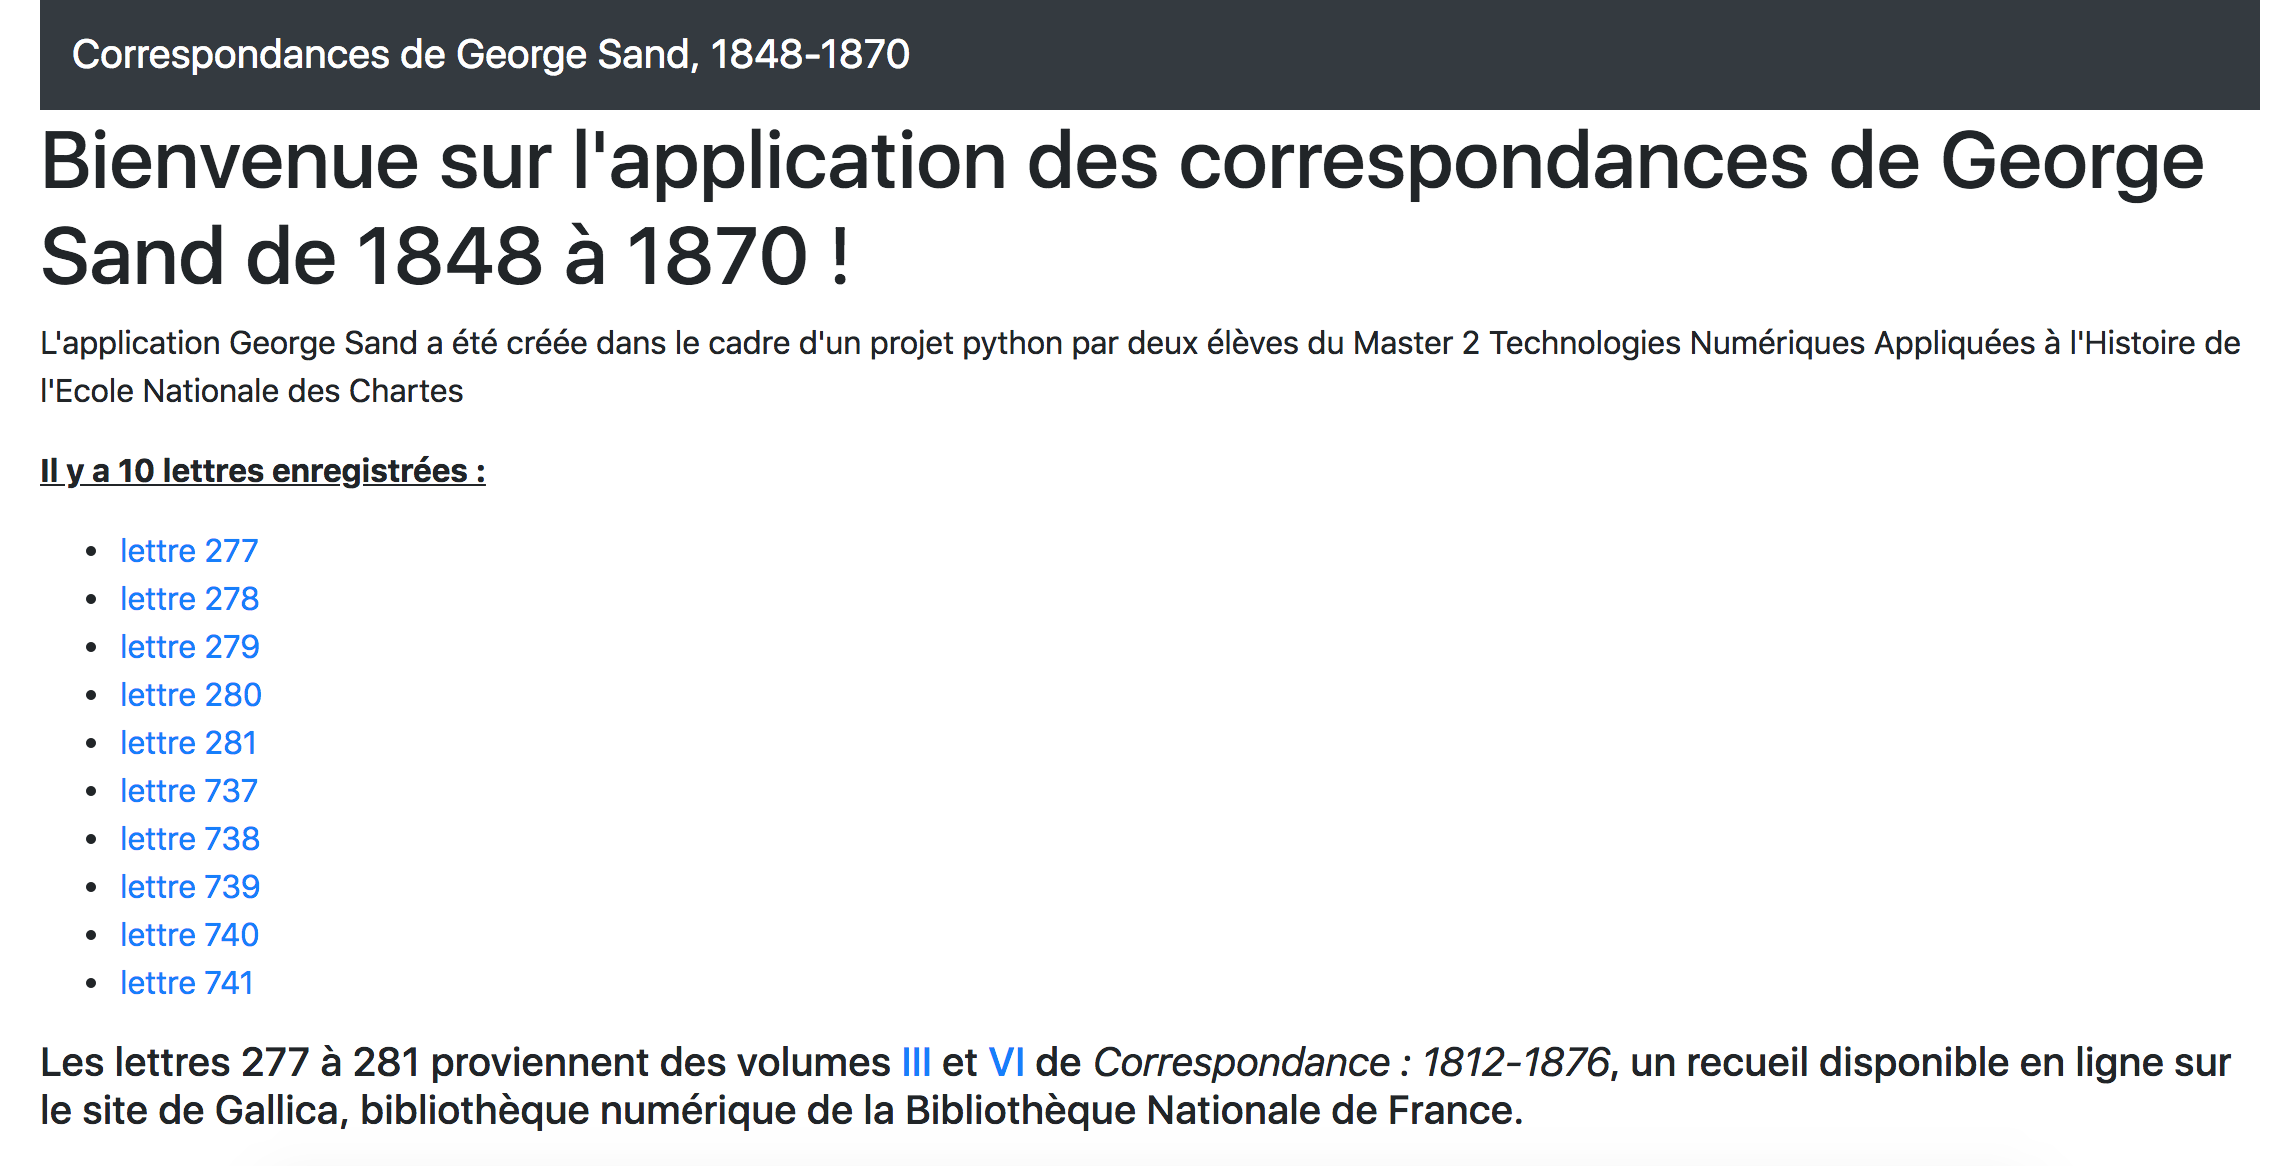 Correspondances de George Sand, 1848-1870
Bienvenue sur l'application des correspondances de George
Sand de 1848 à 1870 !
L'application George Sand a été créée dans le cadre d'un projet python par deux élèves du Master 2 Technologies Numériques Appliquées à l'Histoire de
l'Ecole Nationale des Chartes
Il y a 10 lettres enregistrées :
• lettre 277
• lettre 278
• lettre 279
• lettre 280
• lettre 281
• lettre 737
• lettre 738
• lettre 739
• lettre 740
• lettre 741
Les lettres 277 à 281 proviennent des volumes III et VI de Correspondance : 1812-1876, un recueil disponible en ligne sur
le site de Gallica, bibliothèque numérique de la Bibliothèque Nationale de France.